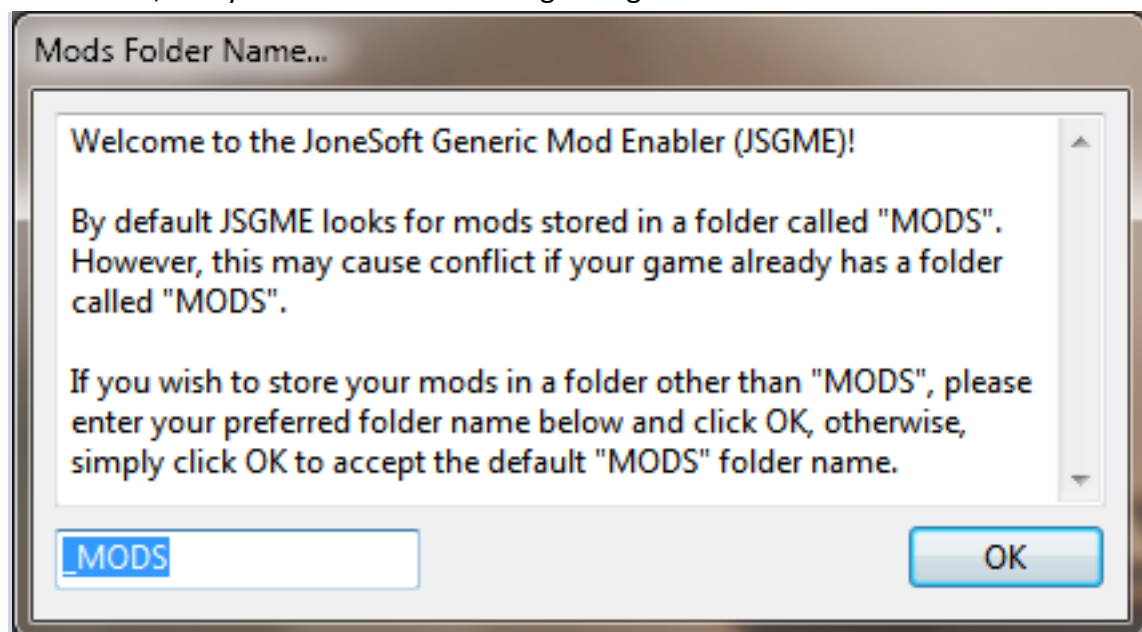 Mods Folder Name...
Welcome to the JoneSoft Generic Mod Enabler (JSGME)!
By default JSGME looks for mods stored in a folder called "MODS".
However, this may cause conflict if your game already has a folder
called "MODS".
If you wish to store your mods in a folder other than "MODS", please
enter your preferred folder name below and click OK, otherwise,
simply click OK to accept the default "MODS" folder name.
_MODS
OK